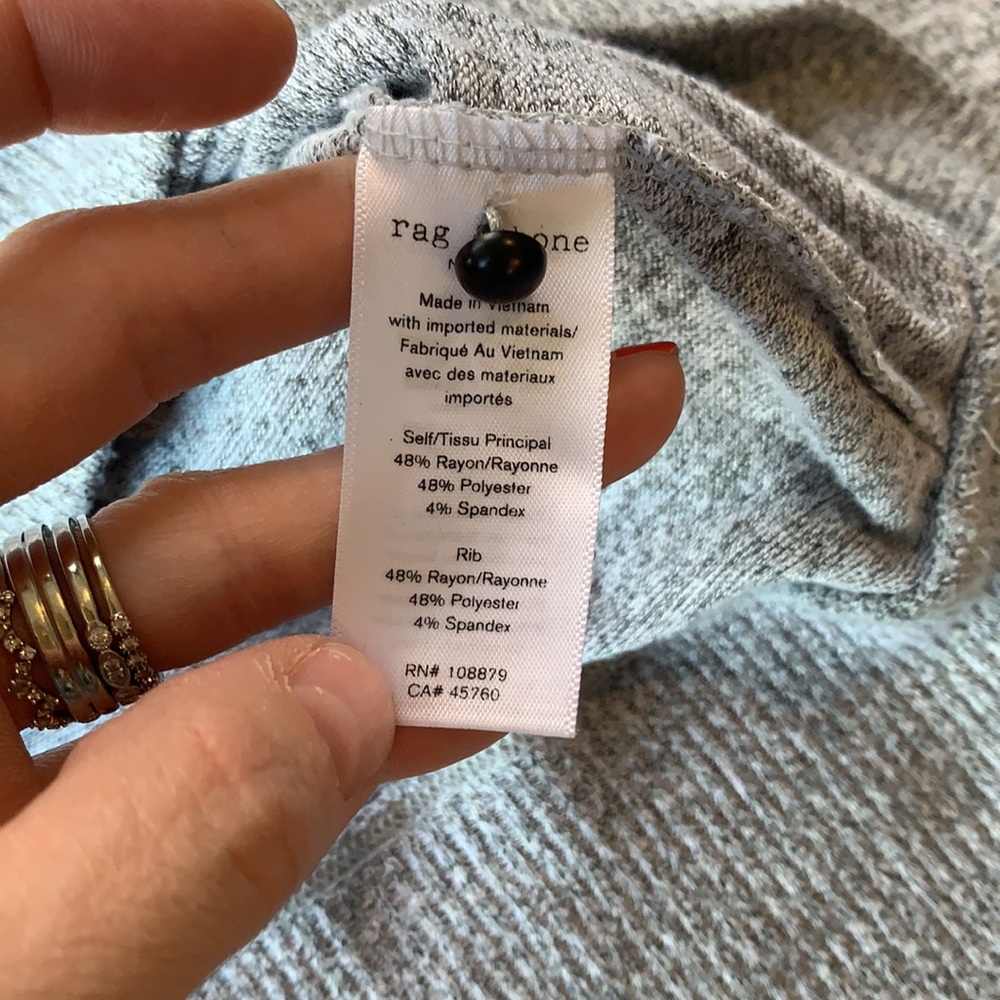 rag one
Made in Vietnam
with imported materials/
Fabriqué Au Vietnam
avec des materiaux
importés
Self/Tissu Principal
48% Rayon/Rayonne
48% Polyester
4% Spandex
Rib
48% Rayon/Rayonne
48% Polyester
4% Spandex
RN# 108879
CA# 45760